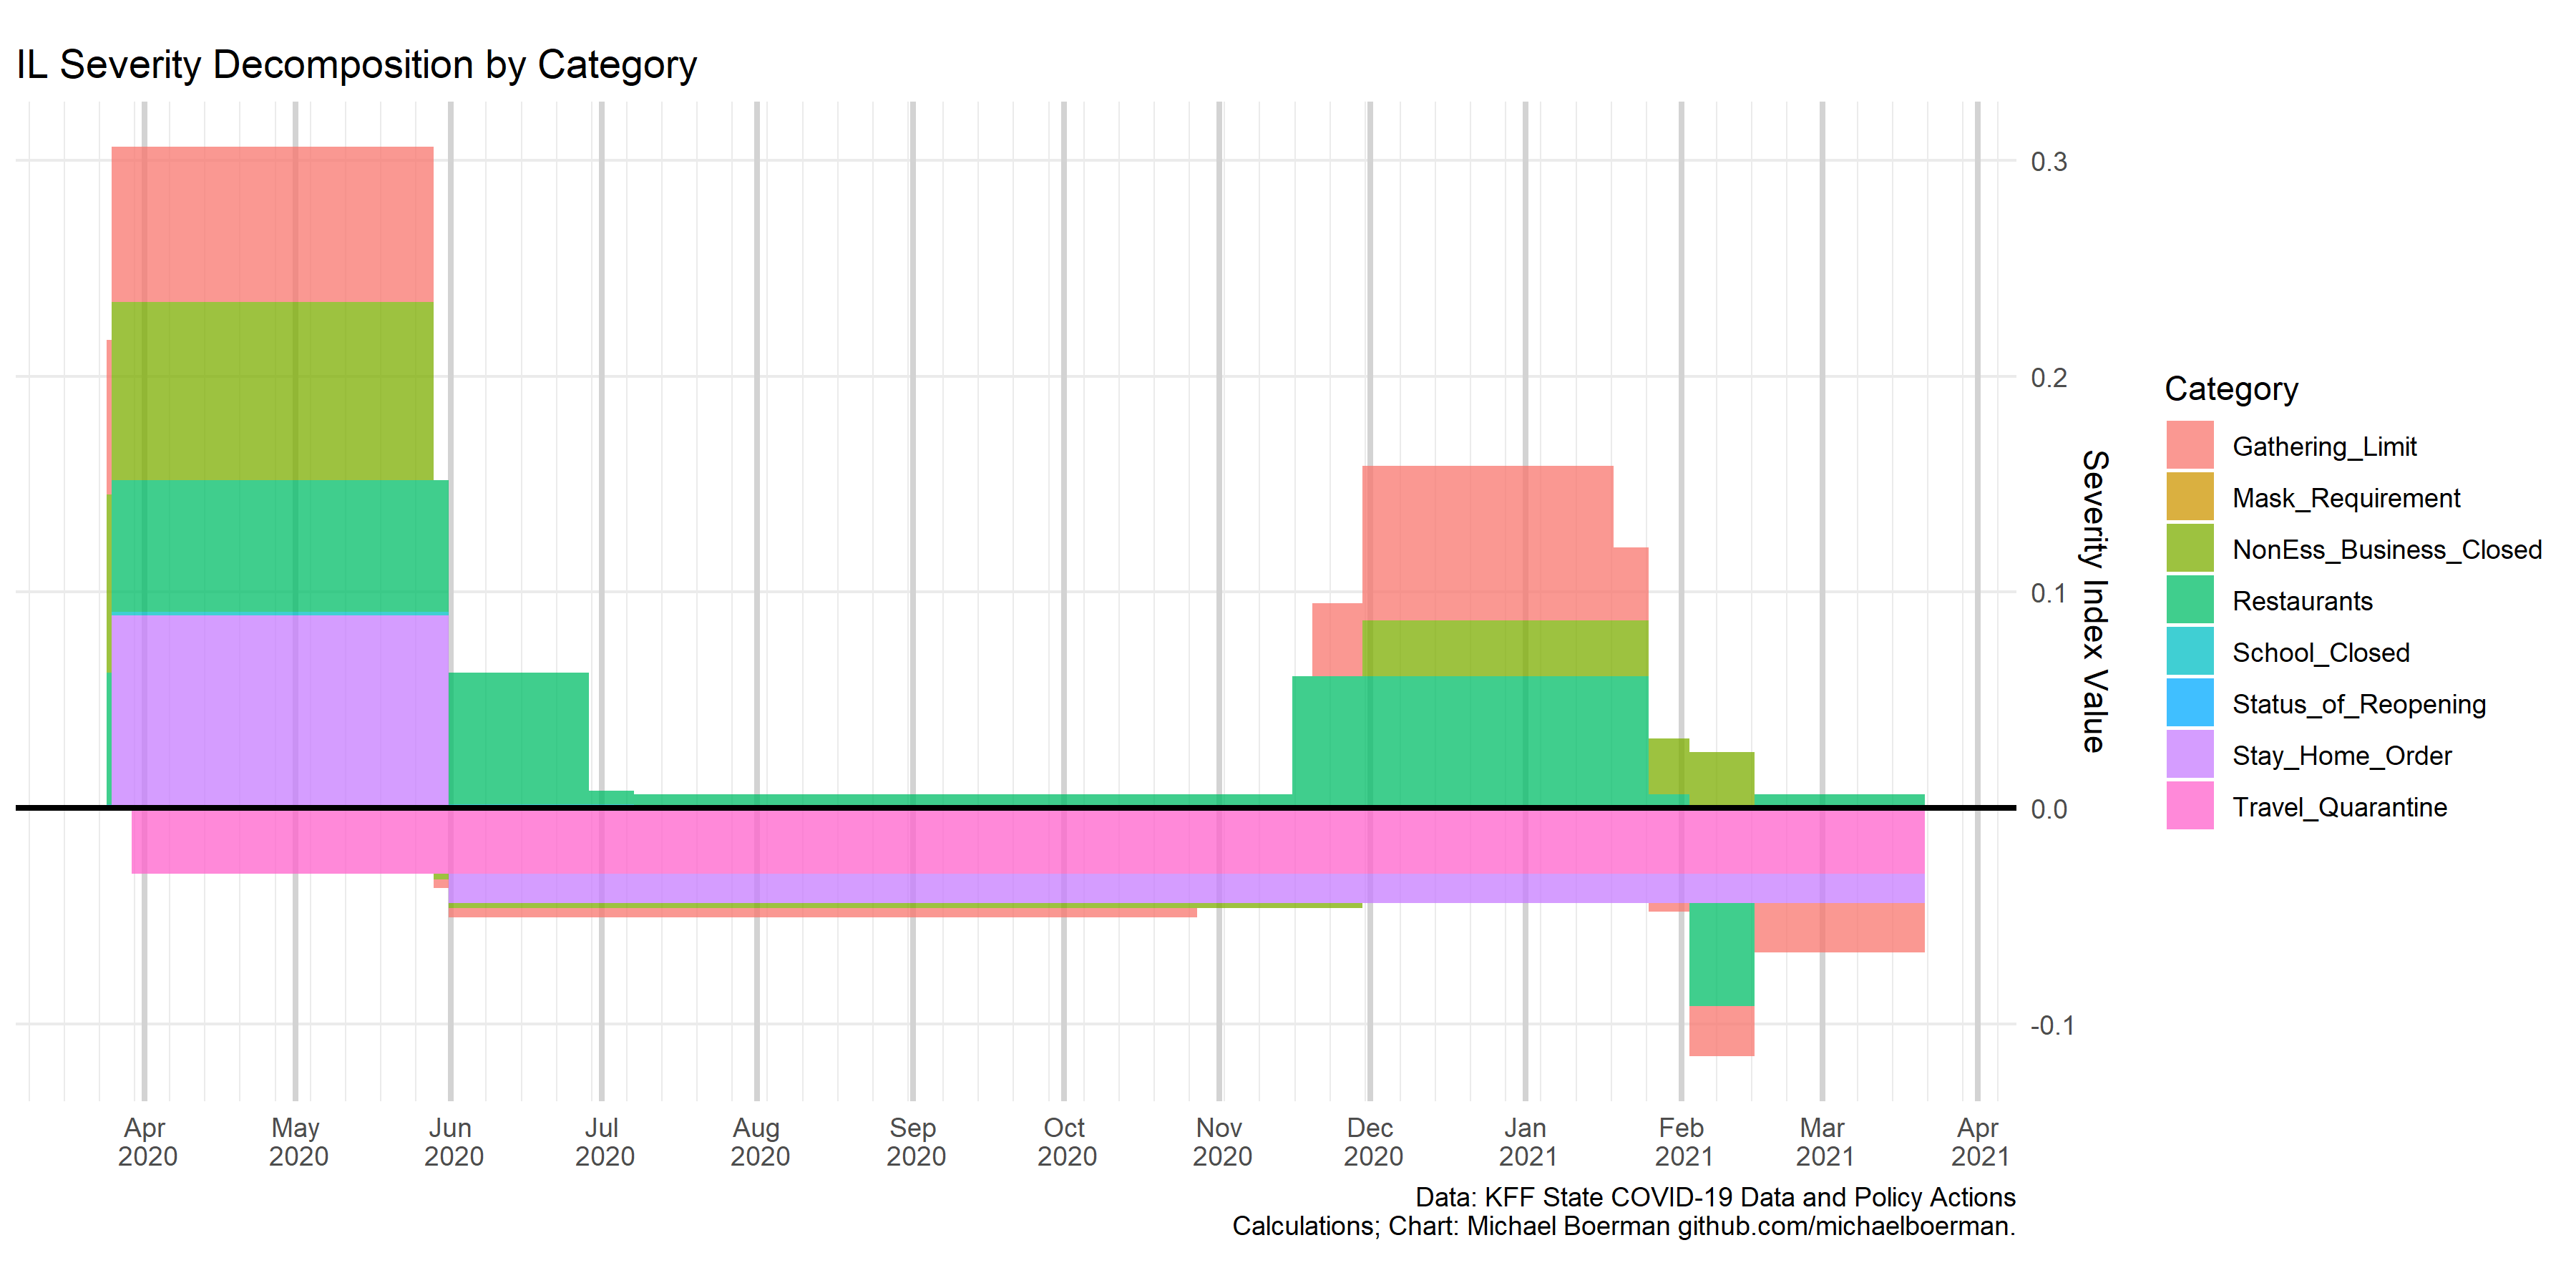 IL Severity Decomposition by Category
0.3
0.2
0.1
0.0
-0.1
Severity Index Value
Category
Gathering_Limit
Mask_Requirement
NonEss_Business_Closed
Restaurants
School_Closed
Status_of_Reopening
Stay_Home_Order
Travel_Quarantine
Apr May Jun Jul Aug Sep Oct Nov Dec Jan Feb Mar Apr
2020 2020 2020 2020 2020 2020 2020 2020 2020 2021 2021 2021 2021
Data: KFF State COVID-19 Data and Policy Actions
Calculations; Chart: Michael Boerman github.com/michaelboerman.